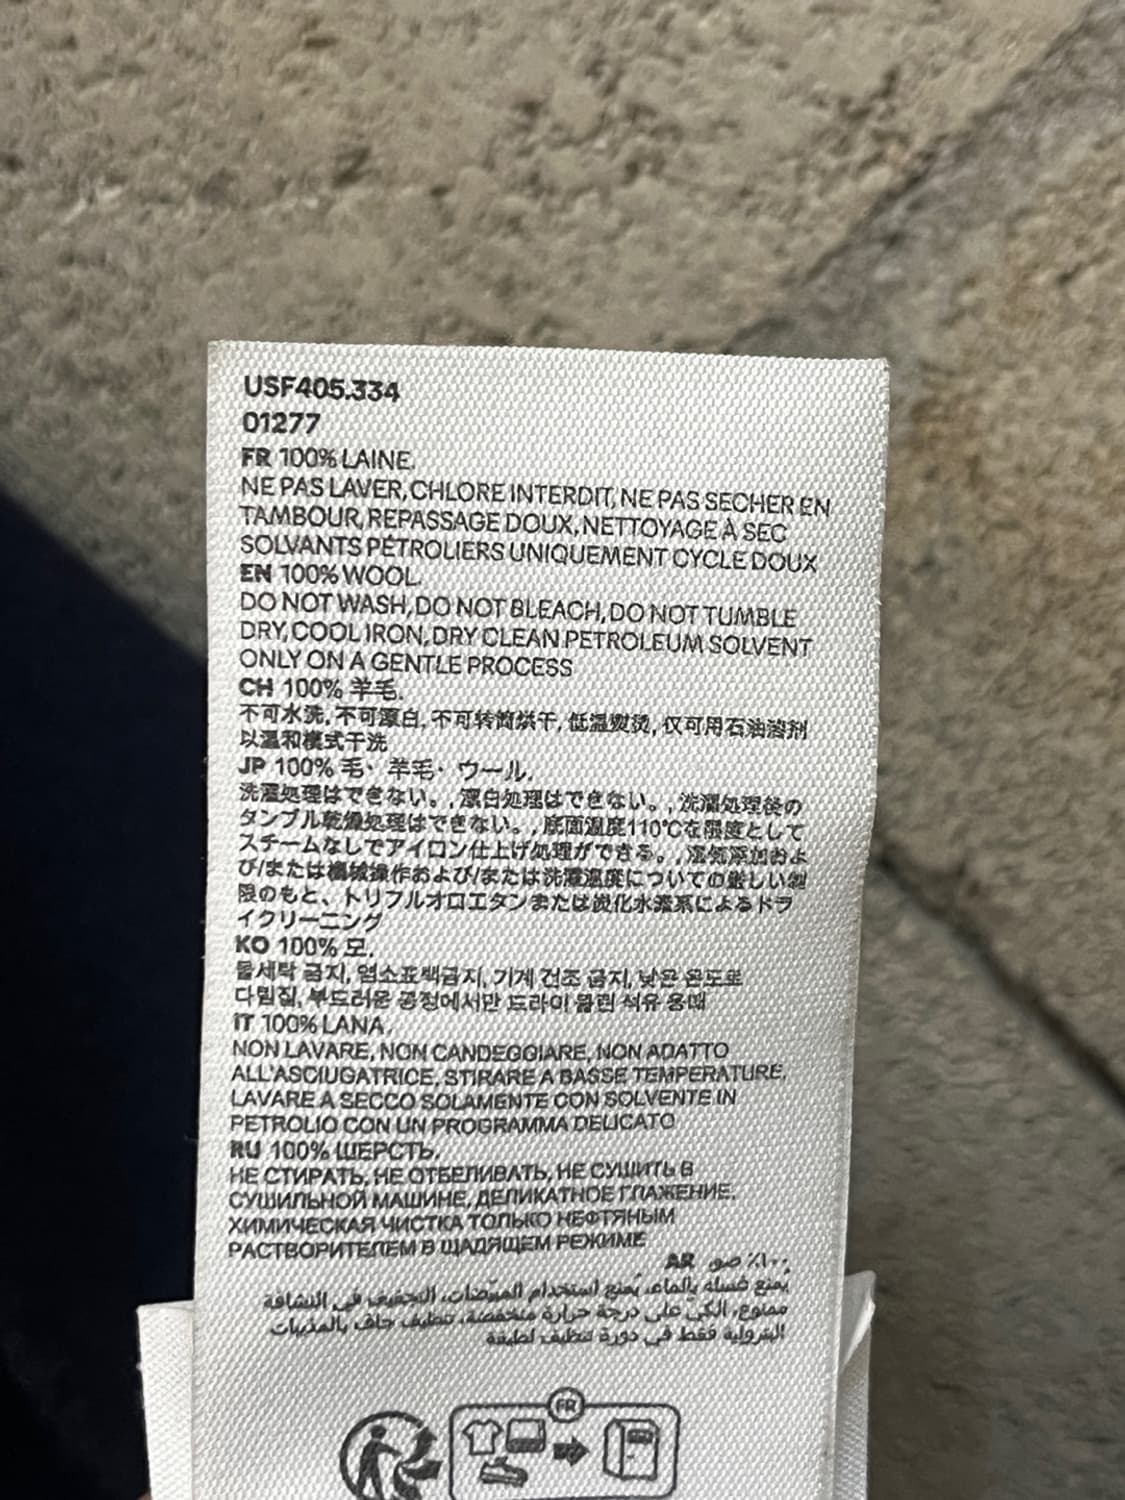 USF405.334
01277
FR 100% LAINE.
NE PAS LAVER, CHLORE INTERDIT, NE PAS SECHER EN
TAMBOUR, REPASSAGE DOUX, NETTOYAGE À SEC
SOLVANTS PÉTROLIERS UNIQUEMENT CYCLE DOUX
EN 100% WOOL.
DO NOT WASH, DO NOT BLEACH, DO NOT TUMBLE
DRY, COOL IRON, DRY CLEAN PETROLEUM SOLVENT
ONLY ON A GENTLE PROCESS
CH 100% 羊毛.
不可水洗, 不可漂白, 不可转筒烘干, 低温熨烫, 仅可用石油溶剂
以温和模式干洗
JP 100% 毛・羊毛・ウール.
洗濯処理はできない。, 漂白処理はできない。, 洗濯処理後の
タンブル乾燥処理はできない。, 底面温度110℃を限度として
スチームなしでアイロン仕上げ処理ができる。, 湿気添加およ
び/または機械操作および/または洗濯温度についての厳しい制
限のもと、トリフルオロエタンまたは炭化水素系によるドラ
イクリーニング
KO 100% 모.
물세탁 금지, 염소표백금지, 기계 건조 금지, 낮은 온도로
다림질, 부드러운 공정에서만 드라이 클린 석유 용매
IT 100% LANA.
NON LAVARE, NON CANDEGGIARE, NON ADATTO
ALL'ASCIUGATRICE, STIRARE A BASSE TEMPERATURE,
LAVARE A SECCO SOLAMENTE CON SOLVENTE IN
PETROLIO CON UN PROGRAMMA DELICATO
RU 100% ШЕРСТЬ.
НЕ СТИРАТЬ, НЕ ОТБЕЛИВАТЬ, НЕ СУШИТЬ В
СУШИЛЬНОЙ МАШИНЕ, ДЕЛИКАТНОЕ ГЛАЖЕНИЕ,
ХИМИЧЕСКАЯ ЧИСТКА ТОЛЬКО НЕФТЯНЫМ
РАСТВОРИТЕЛЕМ В ЩАДЯЩЕМ РЕЖИМЕ
AR ١٠٠٪ صو
يُمنع غسله بالماء، يُمنع استخدام المبيّضات، التجفيف في النشافة
ممنوع، الكيّ على درجة حرارة منخفضة، تنظيف جاف بالمذيبات
البترولية فقط في دورة تنظيف لطيفة
FR